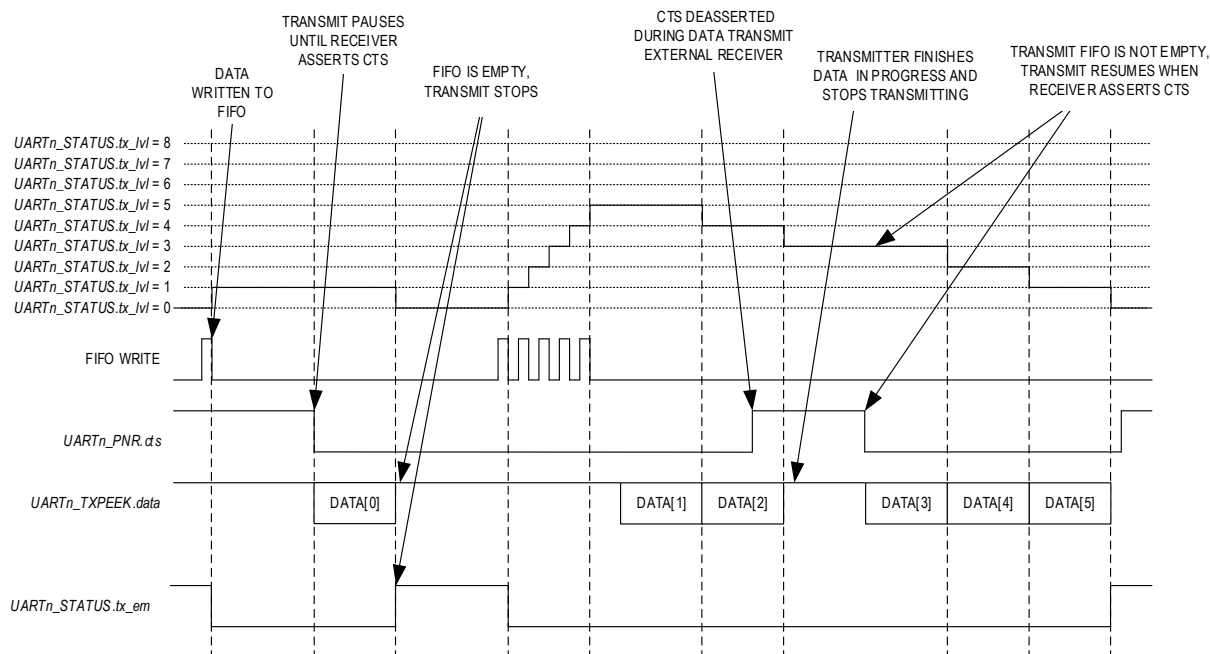 TRANSMIT PAUSES
UNTIL RECEIVER
ASSERTS CTS
CTS DEASSERTED
DURING DATA TRANSMIT
EXTERNAL RECEIVER
DATA
WRITTEN TO
FIFO
FIFO IS EMPTY,
TRANSMIT STOPS
TRANSMITTER FINISHES
DATA IN PROGRESS AND
STOPS TRANSMITTING
TRANSMIT FIFO IS NOT EMPTY,
TRANSMIT RESUMES WHEN
RECEIVER ASSERTS CTS
UARTn_STATUS.tx_lvl = 8
UARTn_STATUS.tx_lvl = 7
UARTn_STATUS.tx_lvl = 6
UARTn_STATUS.tx_lvl = 5
UARTn_STATUS.tx_lvl = 4
UARTn_STATUS.tx_lvl = 3
UARTn_STATUS.tx_lvl = 2
UARTn_STATUS.tx_lvl = 1
UARTn_STATUS.tx_lvl = 0
FIFO WRITE
UARTn_PNR.cts
UARTn_TXPEEK.data
DATA[0]
DATA[1]
DATA[2]
DATA[3]
DATA[4]
DATA[5]
UARTn_STATUS.tx_em